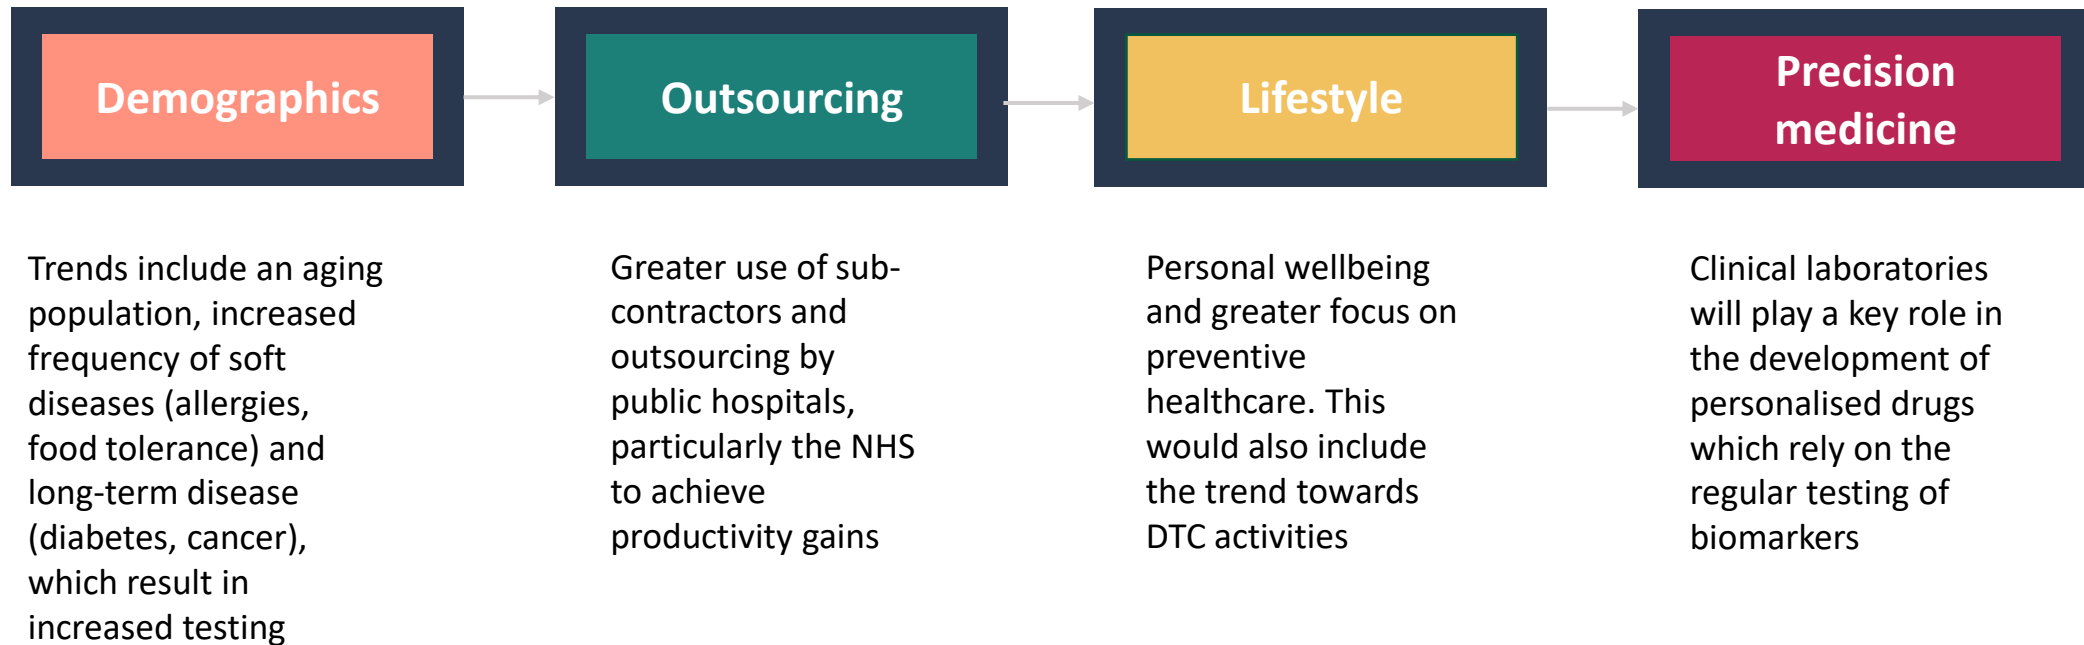 Demographics
Trends include an aging
population, increased
frequency of soft
diseases (allergies,
food tolerance) and
long-term disease
(diabetes, cancer),
which result in
increased testing
Outsourcing
Greater use of sub-
contractors and
outsourcing by
public hospitals,
particularly the NHS
to achieve
productivity gains
Lifestyle
Personal wellbeing
and greater focus on
preventive
healthcare. This
would also include
the trend towards
DTC activities
Precision
medicine
Clinical laboratories
will play a key role in
the development of
personalised drugs
which rely on the
regular testing of
biomarkers